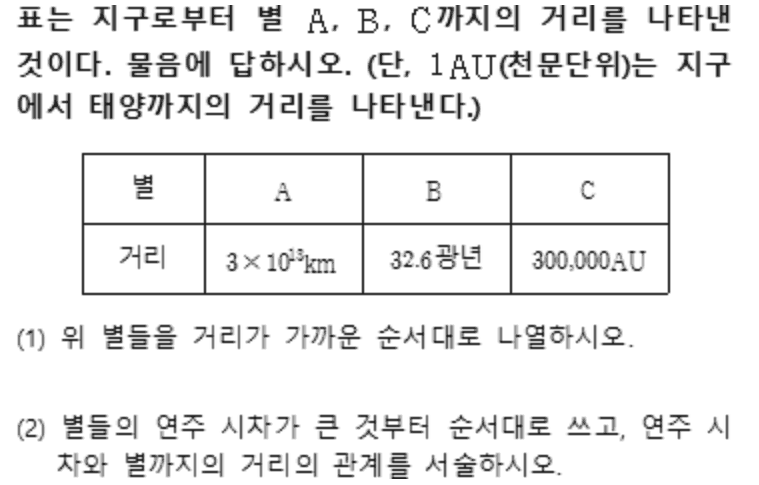 표는 지구로부터 별 A, B, C까지의 거리를 나타낸
것이다. 물음에 답하시오. (단, 1AU(천문단위)는 지구
에서 태양까지의 거리를 나타낸다.)
별 A B C
거리 3×10¹³km 32.6광년 300,000AU
(1) 위 별들을 거리가 가까운 순서대로 나열하시오.
(2) 별들의 연주 시차가 큰 것부터 순서대로 쓰고, 연주 시
차와 별까지의 거리의 관계를 서술하시오.